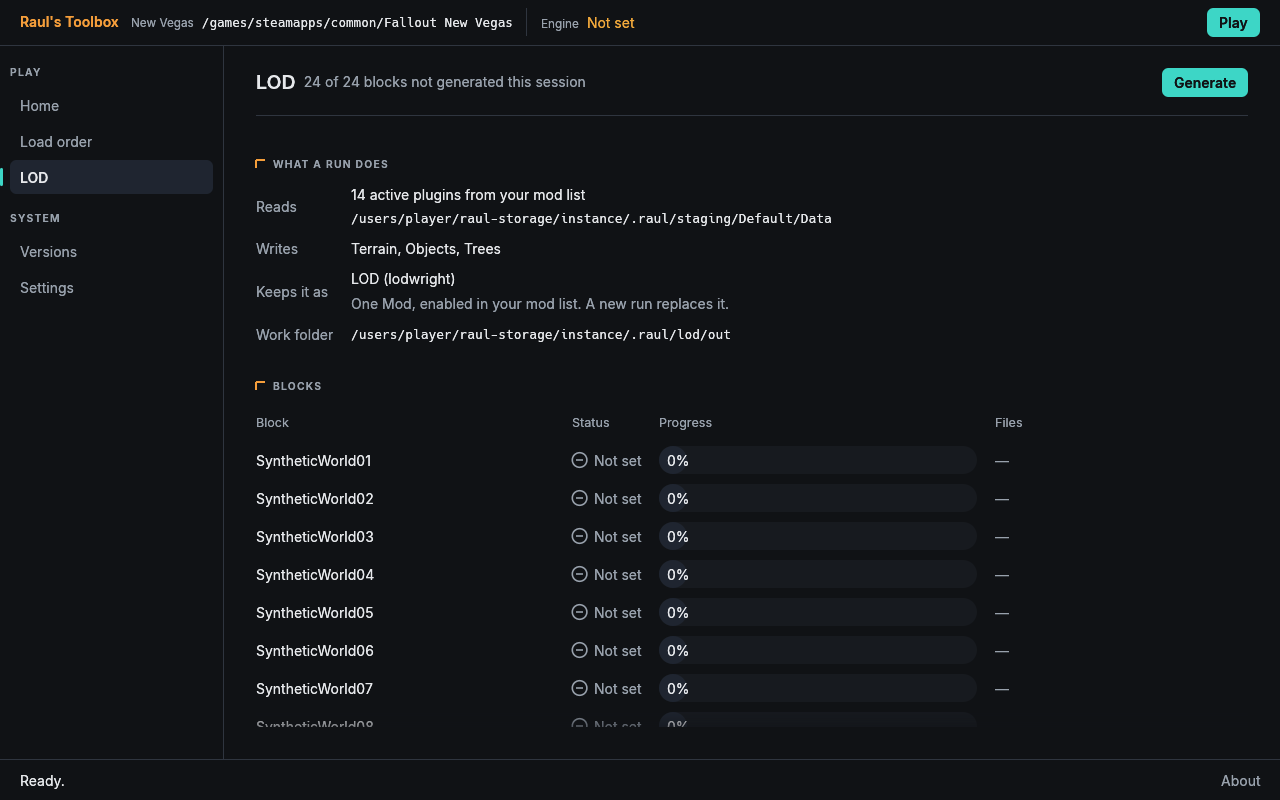 Raul's Toolbox New Vegas /games/steamapps/common/Fallout New Vegas Engine Not set Play
PLAY
Home
Load order
LOD
SYSTEM
Versions
Settings
LOD 24 of 24 blocks not generated this session Generate
WHAT A RUN DOES
Reads 14 active plugins from your mod list
/users/player/raul-storage/instance/.raul/staging/Default/Data
Writes Terrain, Objects, Trees
Keeps it as LOD (lodwright)
One Mod, enabled in your mod list. A new run replaces it.
Work folder /users/player/raul-storage/instance/.raul/lod/out
BLOCKS
Block Status Progress Files
SyntheticWorld01 Not set 0% —
SyntheticWorld02 Not set 0% —
SyntheticWorld03 Not set 0% —
SyntheticWorld04 Not set 0% —
SyntheticWorld05 Not set 0% —
SyntheticWorld06 Not set 0% —
SyntheticWorld07 Not set 0% —
SyntheticWorld08 Not set 0%
Ready. About